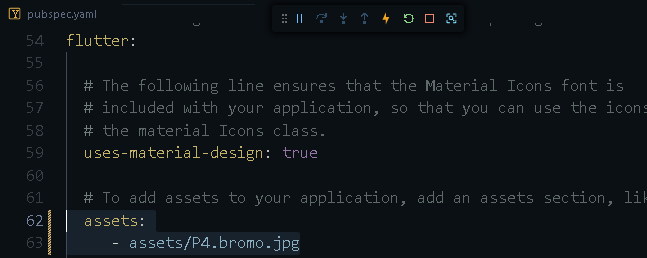 pubspec.yaml
54 flutter:
55
56 # The following line ensures that the Material Icons font is
57 # included with your application, so that you can use the icons
58 # the material Icons class.
59 uses-material-design: true
60
61 # To add assets to your application, add an assets section, lik
62 assets:
63 - assets/P4.bromo.jpg